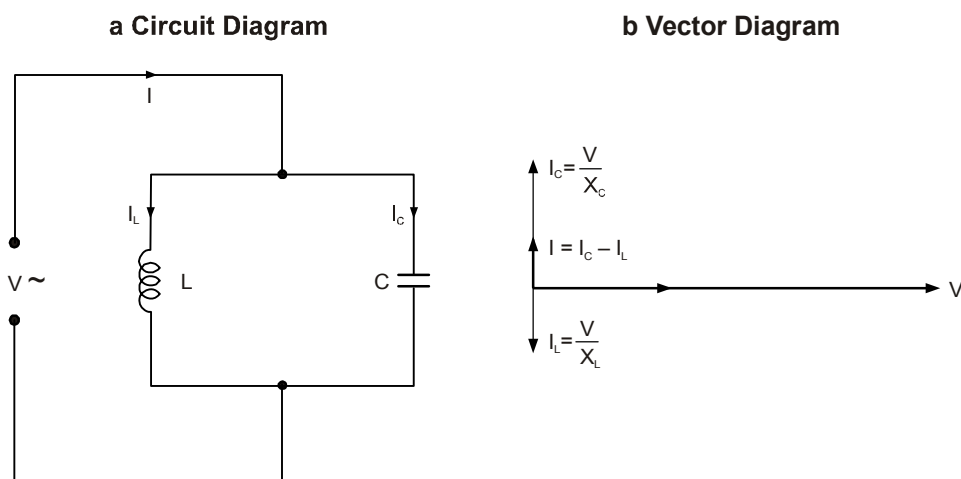 a Circuit Diagram
I
I_L
I_C
V ~
L
C
b Vector Diagram
I_C = V/X_C
I = I_C – I_L
V
I_L = V/X_L